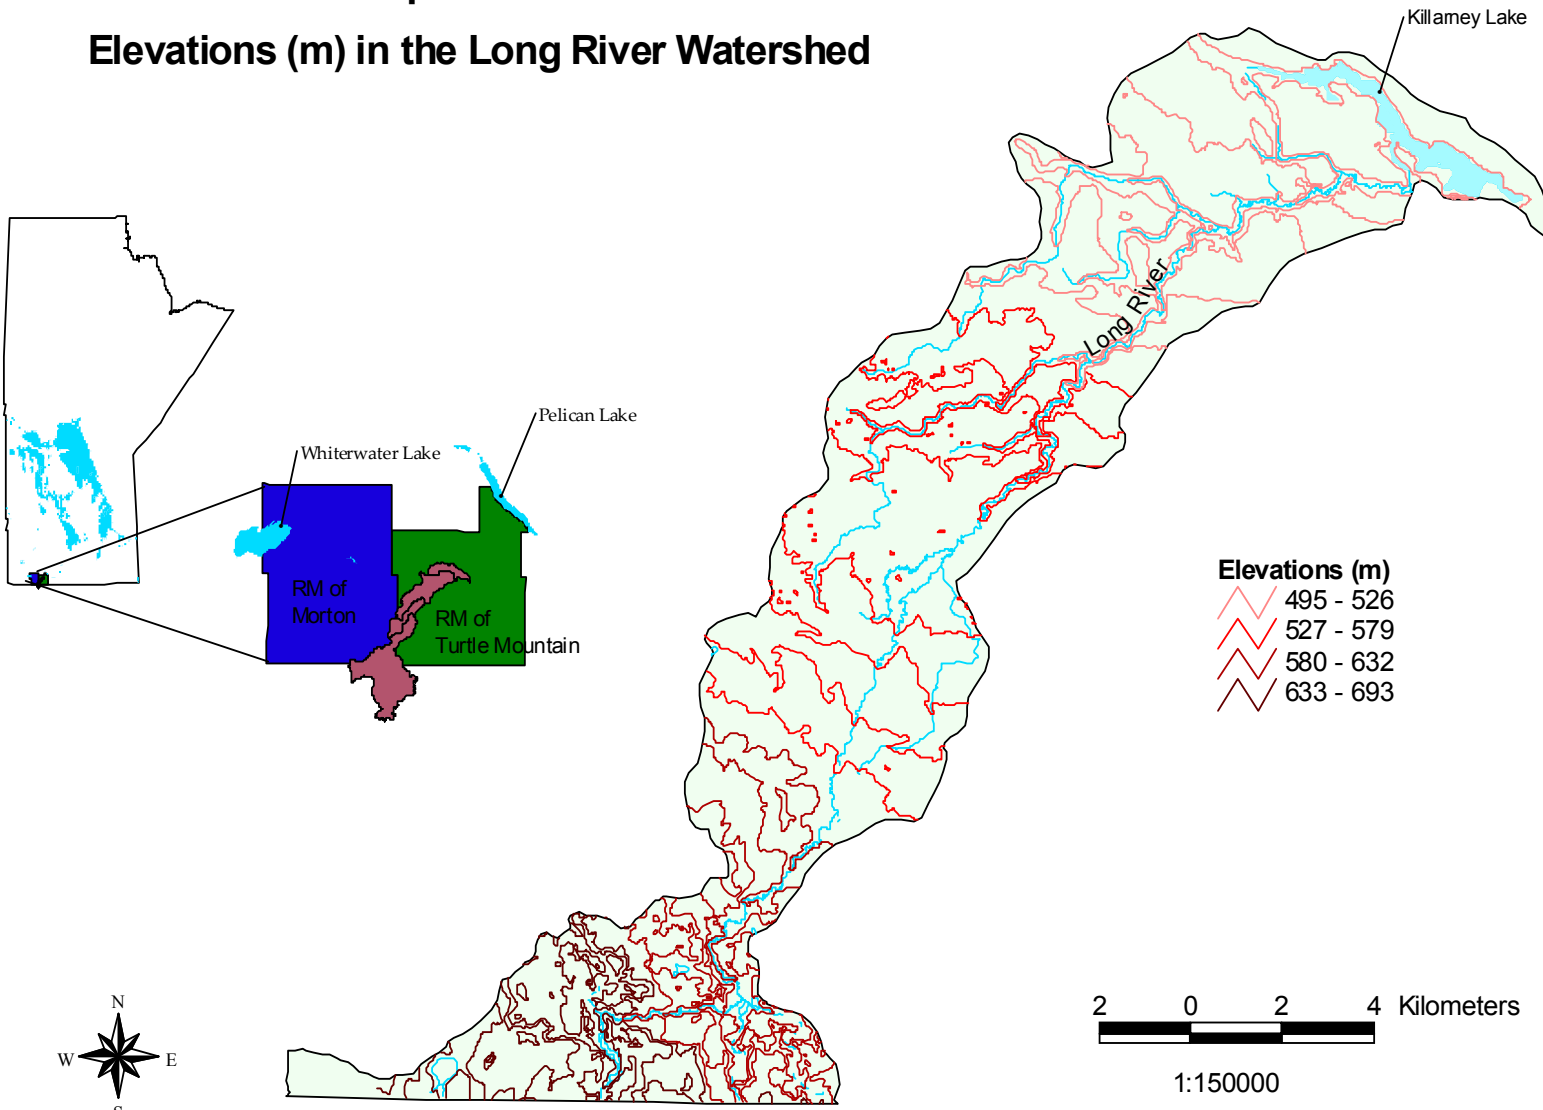 Elevations (m) in the Long River Watershed
Killarney Lake
Long River
Pelican Lake
Whiterwater Lake
RM of
Morton
RM of
Turtle Mountain
Elevations (m)
495 - 526
527 - 579
580 - 632
633 - 693
N
W
E
S
2 0 2 4 Kilometers
1:150000